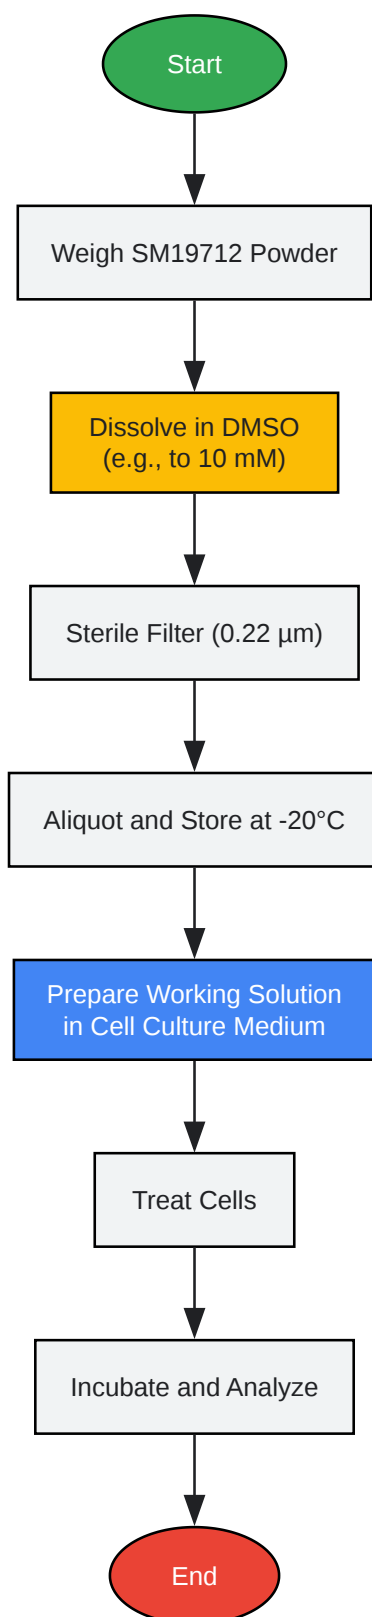 Start
Weigh SM19712 Powder
Dissolve in DMSO
(e.g., to 10 mM)
Sterile Filter (0.22 µm)
Aliquot and Store at -20°C
Prepare Working Solution
in Cell Culture Medium
Treat Cells
Incubate and Analyze
End